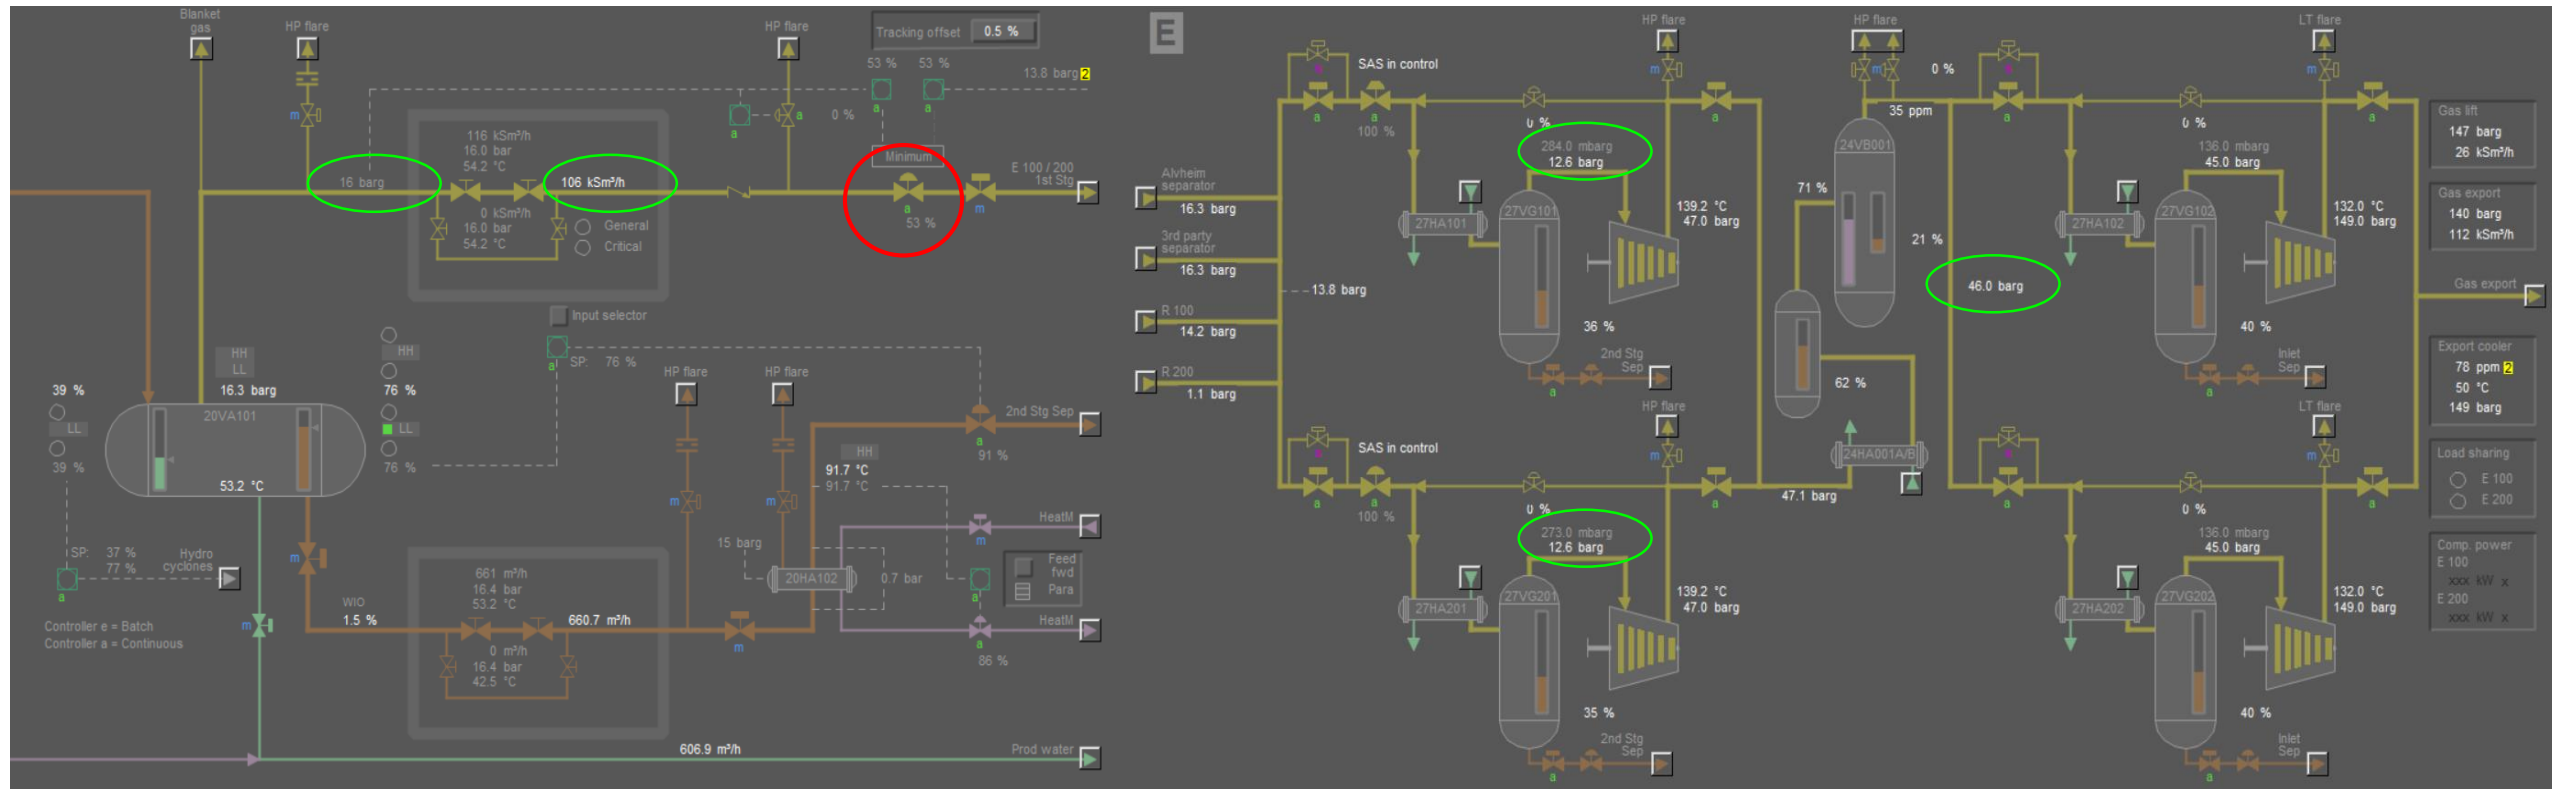 Blanket
gas
HP flare
HP flare
Tracking offset 0.5 %
53 % 53 %
13.8 barg 2
a a
m
a
a
0 %
116 kSm³/h
16.0 bar
54.2 °C
Minimum
16 barg
106 kSm³/h
E 100 / 200
1st Stg
a
53 %
m
0 kSm³/h
16.0 bar
54.2 °C
General
Critical
Input selector
SP: 76 %
a
HH
LL
16.3 barg
HH
39 %
76 %
LL
LL
39 %
76 %
20VA101
53.2 °C
HP flare
HP flare
2nd Stg Sep
a
91 %
HH
91.7 °C
91.7 °C
m
m
HeatM
m
15 barg
20HA102
0.7 bar
a
Feed
fwd
Para
HeatM
a
86 %
SP: 37 %
77 %
Hydro
cyclones
a
m
m
661 m³/h
16.4 bar
53.2 °C
WIO
1.5 %
660.7 m³/h
m
0 m³/h
16.4 bar
42.5 °C
Controller e = Batch
Controller a = Continuous
606.9 m³/h
Prod water
E
SAS in control
HP flare
m
HP flare
m
0 %
LT flare
m
a
a
100 %
0 %
a
35 ppm
a
0 %
a
284.0 mbarg
12.6 barg
24VB001
136.0 mbarg
45.0 barg
Gas lift
147 barg
26 kSm³/h
Alvheim
separator
16.3 barg
71 %
27HA101
27VG101
139.2 °C
47.0 barg
27HA102
27VG102
132.0 °C
149.0 barg
Gas export
140 barg
112 kSm³/h
3rd party
separator
16.3 barg
21 %
13.8 barg
46.0 barg
Gas export
R 100
14.2 barg
36 %
40 %
2nd Stg
Sep
a
Inlet
Sep
a
Export cooler
78 ppm 2
50 °C
149 barg
R 200
1.1 barg
62 %
HP flare
m
LT flare
m
SAS in control
24HA001A/B
Load sharing
E 100
E 200
a
a
100 %
0 %
a
47.1 barg
a
0 %
a
273.0 mbarg
12.6 barg
136.0 mbarg
45.0 barg
Comp. power
E 100
xxx kW x
E 200
xxx kW x
27HA201
27VG201
139.2 °C
47.0 barg
27HA202
27VG202
132.0 °C
149.0 barg
35 %
40 %
2nd Stg
Sep
a
Inlet
Sep
a